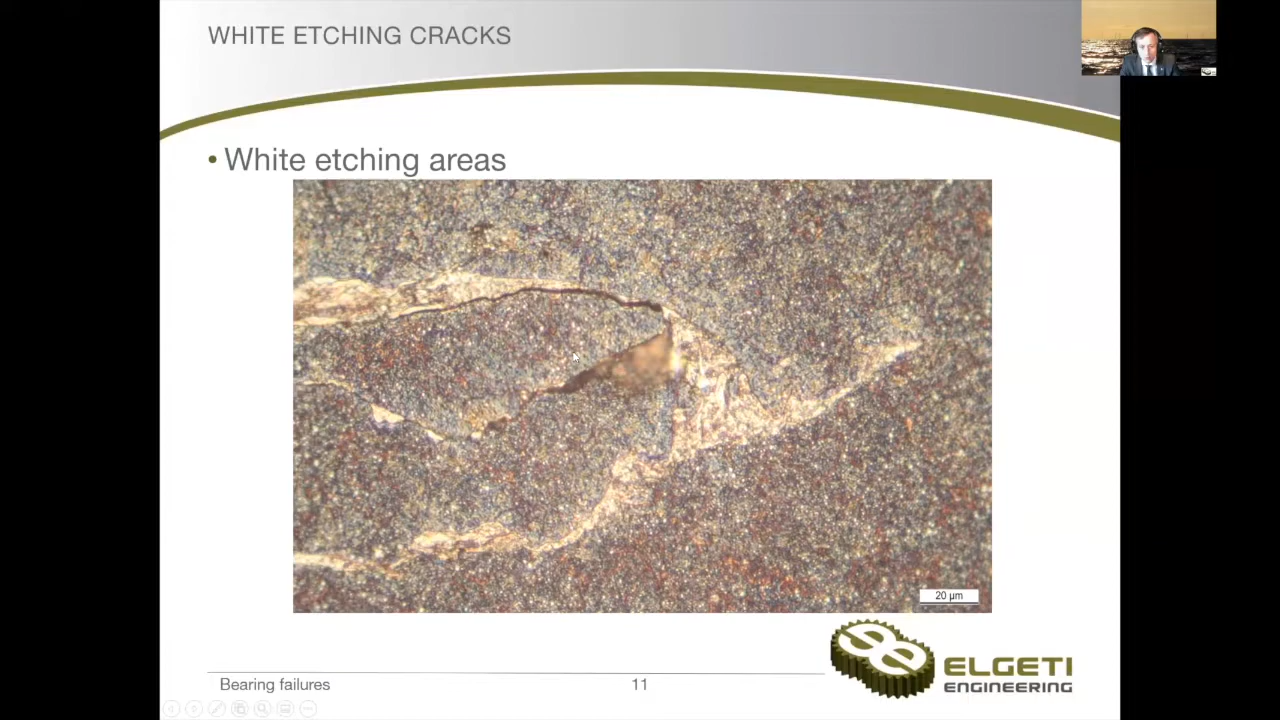 WHITE ETCHING CRACKS
• White etching areas
20 µm
ELGETI
ENGINEERING
Bearing failures
11